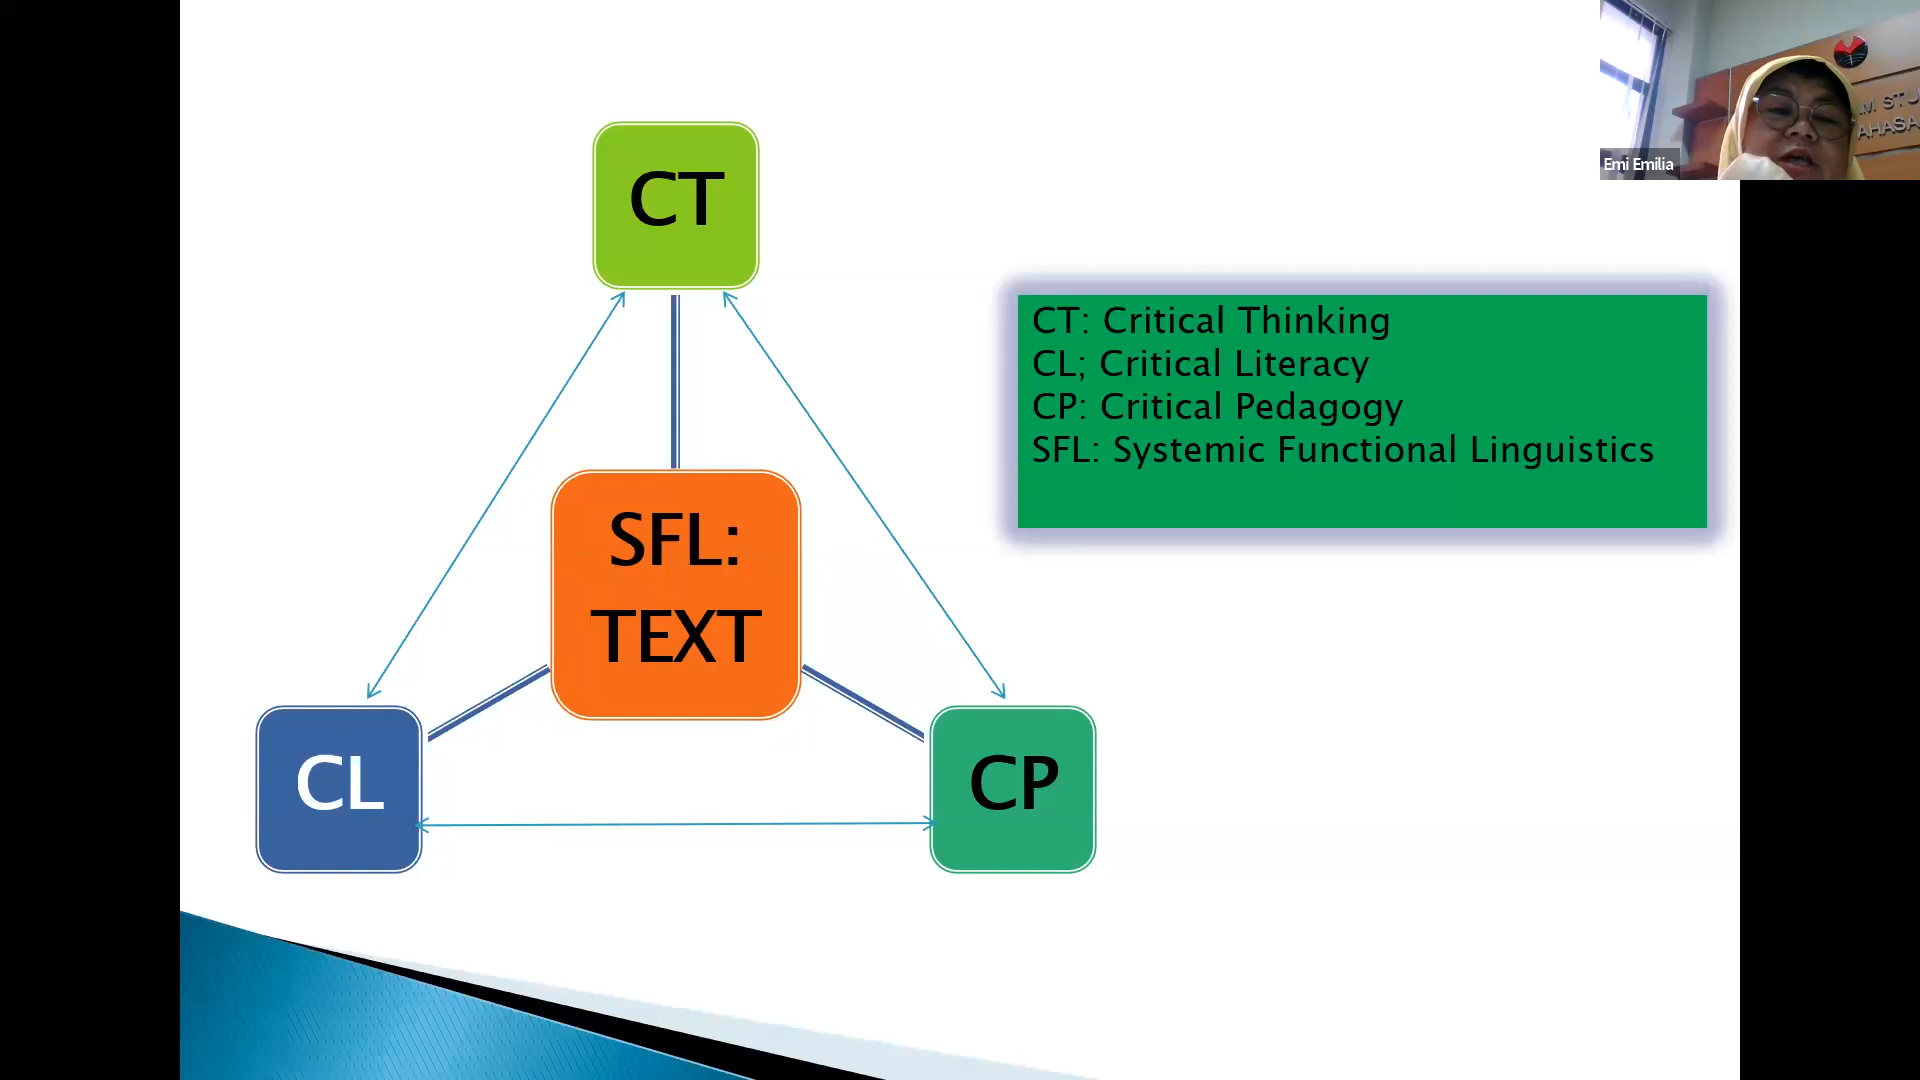 CT
SFL:
TEXT
CL
CP
CT: Critical Thinking
CL; Critical Literacy
CP: Critical Pedagogy
SFL: Systemic Functional Linguistics
Emi Emilia